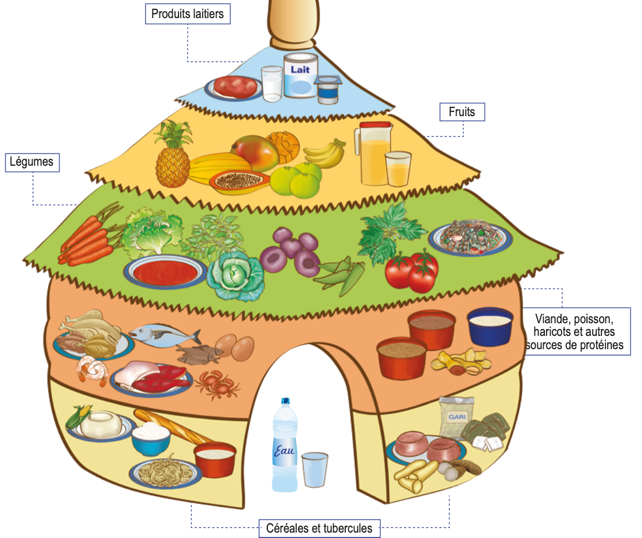 Produits laitiers
Lait
Fruits
Légumes
Viande, poisson,
haricots et autres
sources de protéines
GARI
Eau
Céréales et tubercules